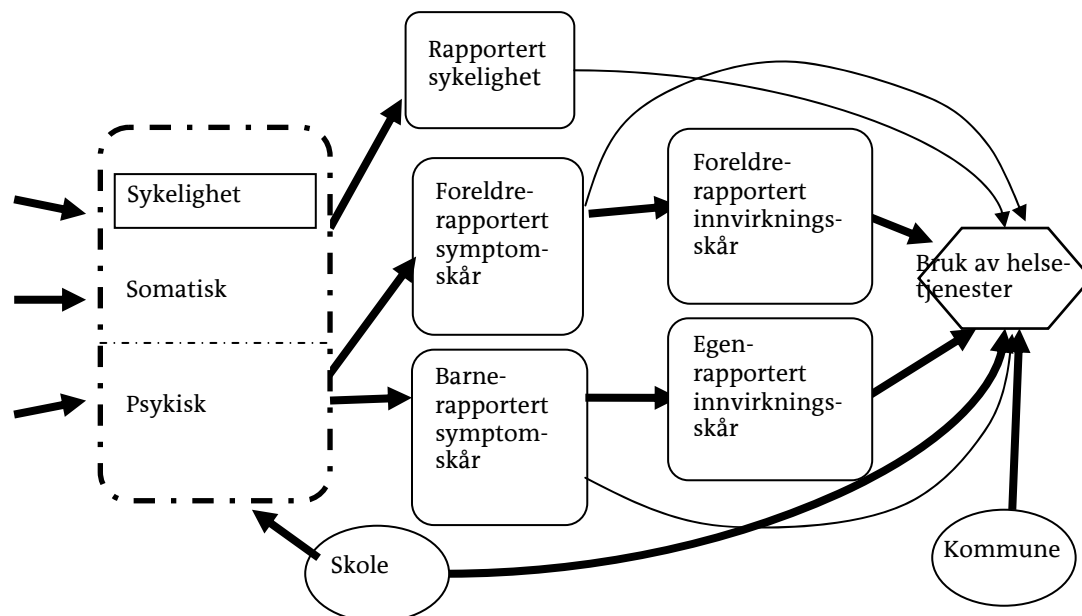 Rapportert
sykelighet
Sykelighet
Somatisk
Psykisk
Foreldre-
rapportert
symptom-
skår
Foreldre-
rapportert
innvirknings-
skår
Barne-
rapportert
symptom-
skår
Egen-
rapportert
innvirknings-
skår
Bruk av helse-
tjenester
Skole
Kommune